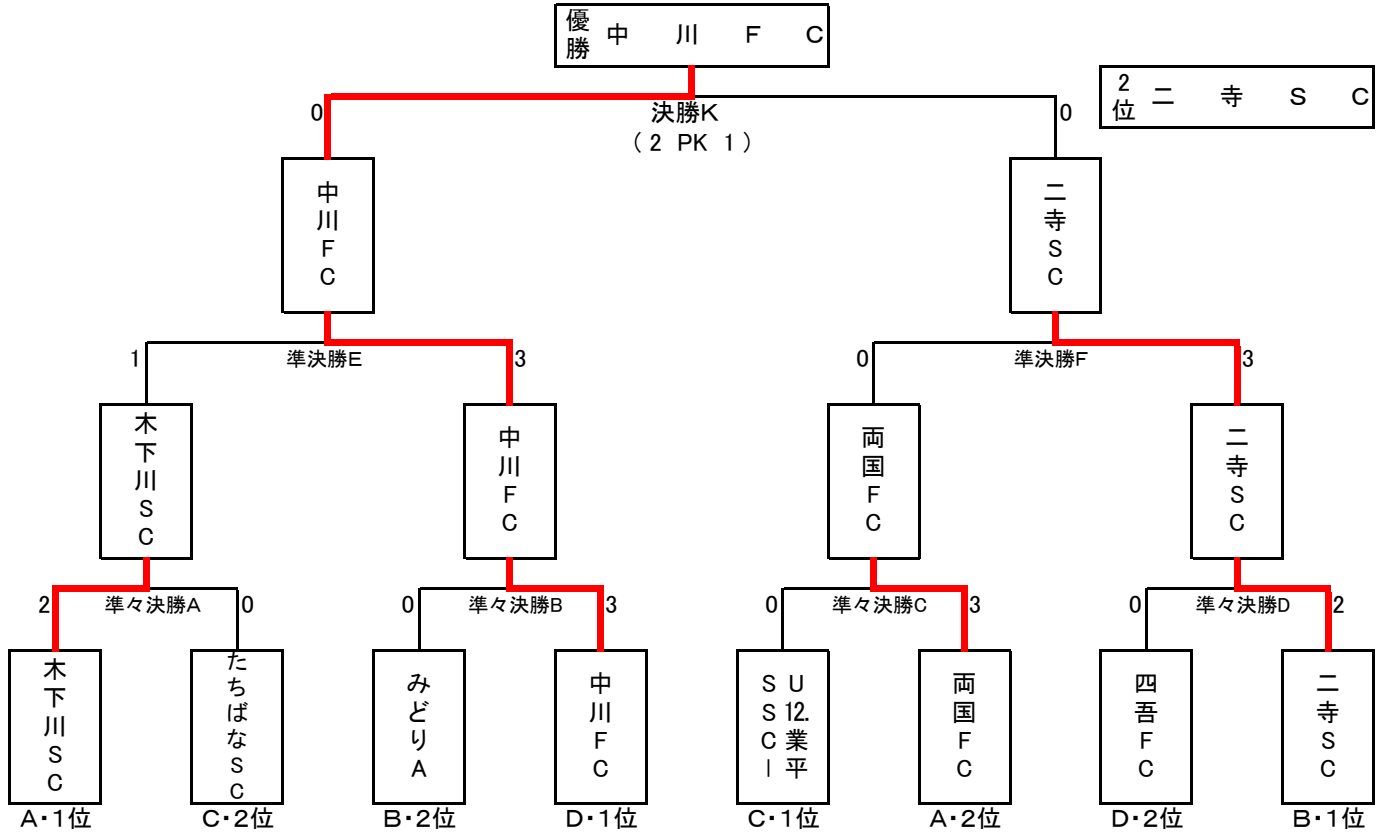 優勝 中川FC
2位 二寺SC
0
0
決勝K
(2 PK 1)
中川FC
二寺SC
1
準決勝E
3
0
準決勝F
3
木下川SC
中川FC
両国FC
二寺SC
2
準々決勝A
0
0
準々決勝B
3
0
準々決勝C
3
0
準々決勝D
2
木下川SC
たちばなSC
みどりA
中川FC
U12.業平
SSCー
両国FC
四吾FC
二寺SC
A・1位
C・2位
B・2位
D・1位
C・1位
A・2位
D・2位
B・1位